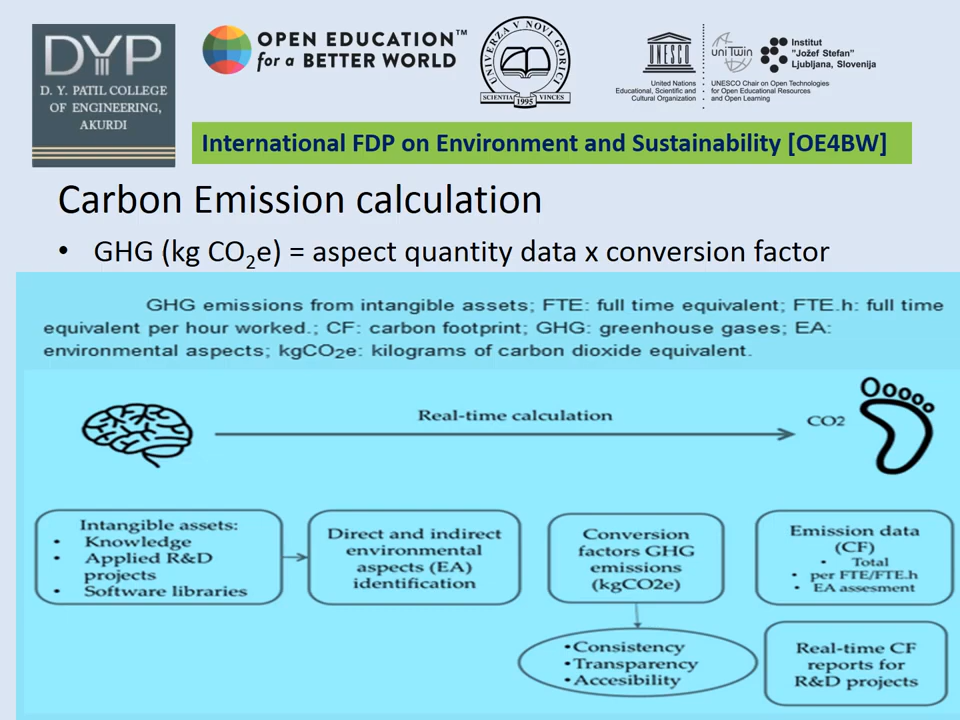 DYP
D. Y. PATIL COLLEGE
OF ENGINEERING,
AKURDI
OPEN EDUCATION™
for a BETTER WORLD
UNIVERZA V NOVI GORICI
SCIENTIA VINCES
1995
UNESCO
United Nations
Educational, Scientific and
Cultural Organization
uniTwin
Institut
"Jožef Stefan"
Ljubljana, Slovenija
UNESCO Chair on Open Technologies
for Open Educational Resources
and Open Learning
International FDP on Environment and Sustainability [OE4BW]
Carbon Emission calculation
• GHG (kg CO₂e) = aspect quantity data x conversion factor
GHG emissions from intangible assets; FTE: full time equivalent; FTE.h: full time
equivalent per hour worked.; CF: carbon footprint; GHG: greenhouse gases; EA:
environmental aspects; kgCO₂e: kilograms of carbon dioxide equivalent.
Real-time calculation
CO2
Intangible assets:
• Knowledge
• Applied R&D
projects
• Software libraries
Direct and indirect
environmental
aspects (EA)
identification
Conversion
factors GHG
emissions
(kgCO2e)
Emission data
(CF)
• Total
• per FTE/FTE.h
• EA assesment
•Consistency
•Transparency
•Accesibility
Real-time CF
reports for
R&D projects